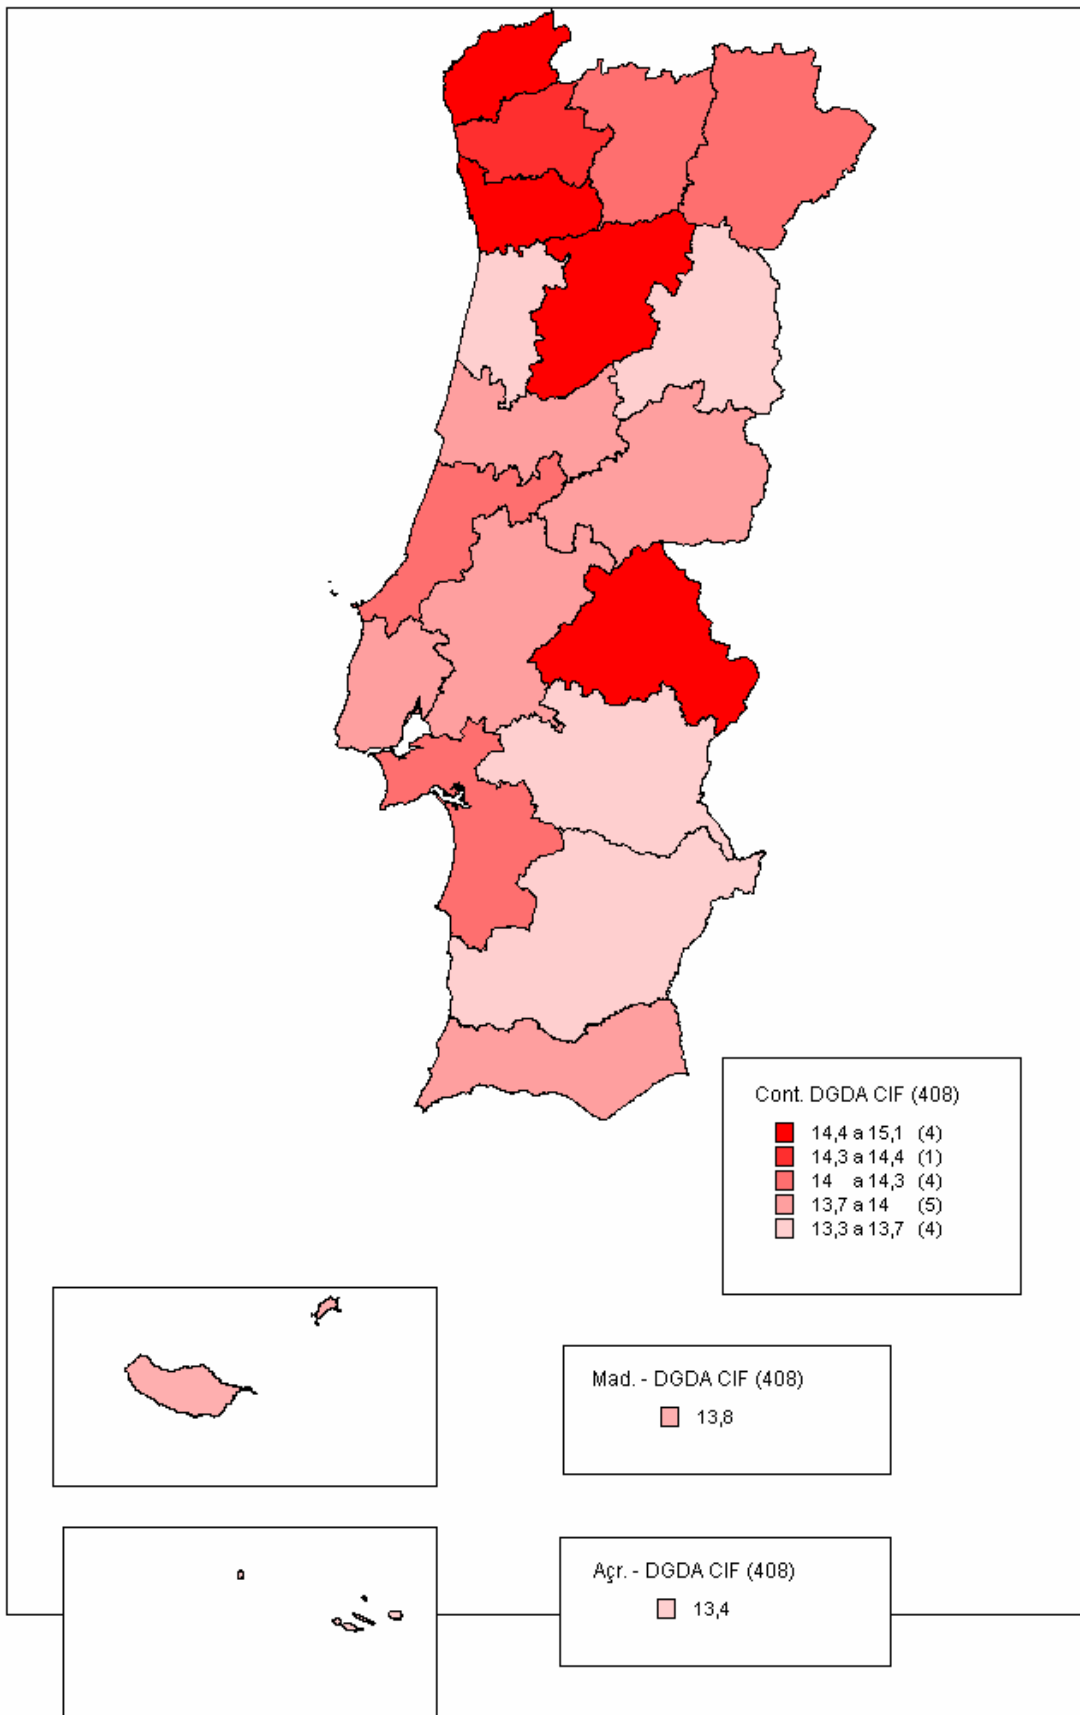 Cont. DGDA CIF (408)
14,4 a 15,1 (4)
14,3 a 14,4 (1)
14 a 14,3 (4)
13,7 a 14 (5)
13,3 a 13,7 (4)
Mad. - DGDA CIF (408)
13,8
Açr. - DGDA CIF (408)
13,4